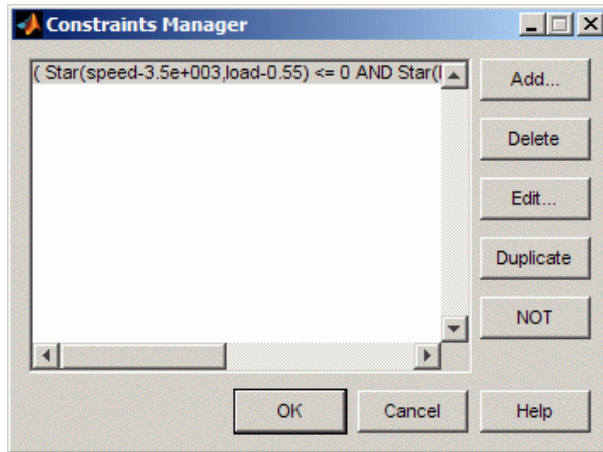 Constraints Manager
( Star(speed-3.5e+003,load-0.55) <= 0 AND Star(
Add...
Delete
Edit...
Duplicate
NOT
OK
Cancel
Help